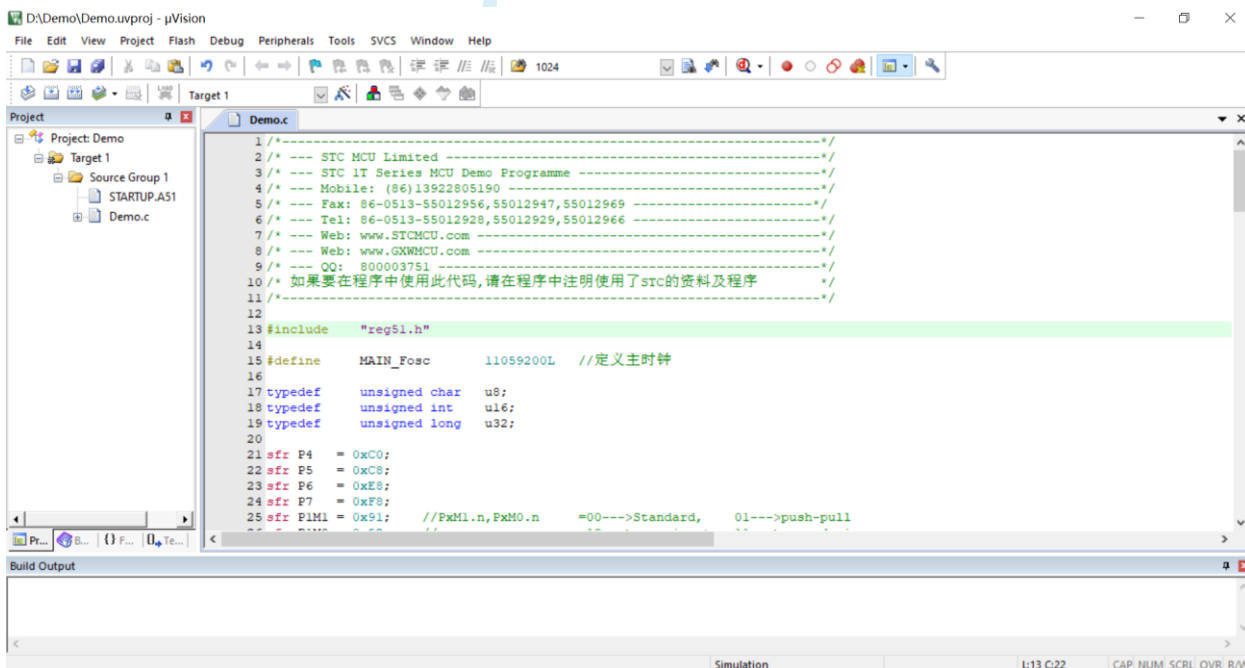 D:\Demo\Demo.uvproj - µVision
File Edit View Project Flash Debug Peripherals Tools SVCS Window Help
1024
LOAD Target 1
Project
Demo.c
Project: Demo
Target 1
Source Group 1
STARTUP.A51
Demo.c
1 /*---------------------------------------------------------------------*/
2 /* --- STC MCU Limited ------------------------------------------------*/
3 /* --- STC 1T Series MCU Demo Programme -------------------------------*/
4 /* --- Mobile: (86)13922805190 ----------------------------------------*/
5 /* --- Fax: 86-0513-55012956,55012947,55012969 ------------------------*/
6 /* --- Tel: 86-0513-55012928,55012929,55012966 ------------------------*/
7 /* --- Web: www.STCMCU.com --------------------------------------------*/
8 /* --- Web: www.GXWMCU.com --------------------------------------------*/
9 /* --- QQ:  800003751 -------------------------------------------------*/
10 /* 如果要在程序中使用此代码,请在程序中注明使用了STC的资料及程序        */
11 /*---------------------------------------------------------------------*/
12
13 #include    "reg51.h"
14
15 #define     MAIN_Fosc       11059200L   //定义主时钟
16
17 typedef     unsigned char   u8;
18 typedef     unsigned int    u16;
19 typedef     unsigned long   u32;
20
21 sfr P4   = 0xC0;
22 sfr P5   = 0xC8;
23 sfr P6   = 0xE8;
24 sfr P7   = 0xF8;
25 sfr P1M1 = 0x91;    //PxM1.n,PxM0.n     =00--->Standard,    01--->push-pull
Pr... B... {} F... Te...
Build Output
Simulation L:13 C:22 CAP NUM SCRL OVR R/W